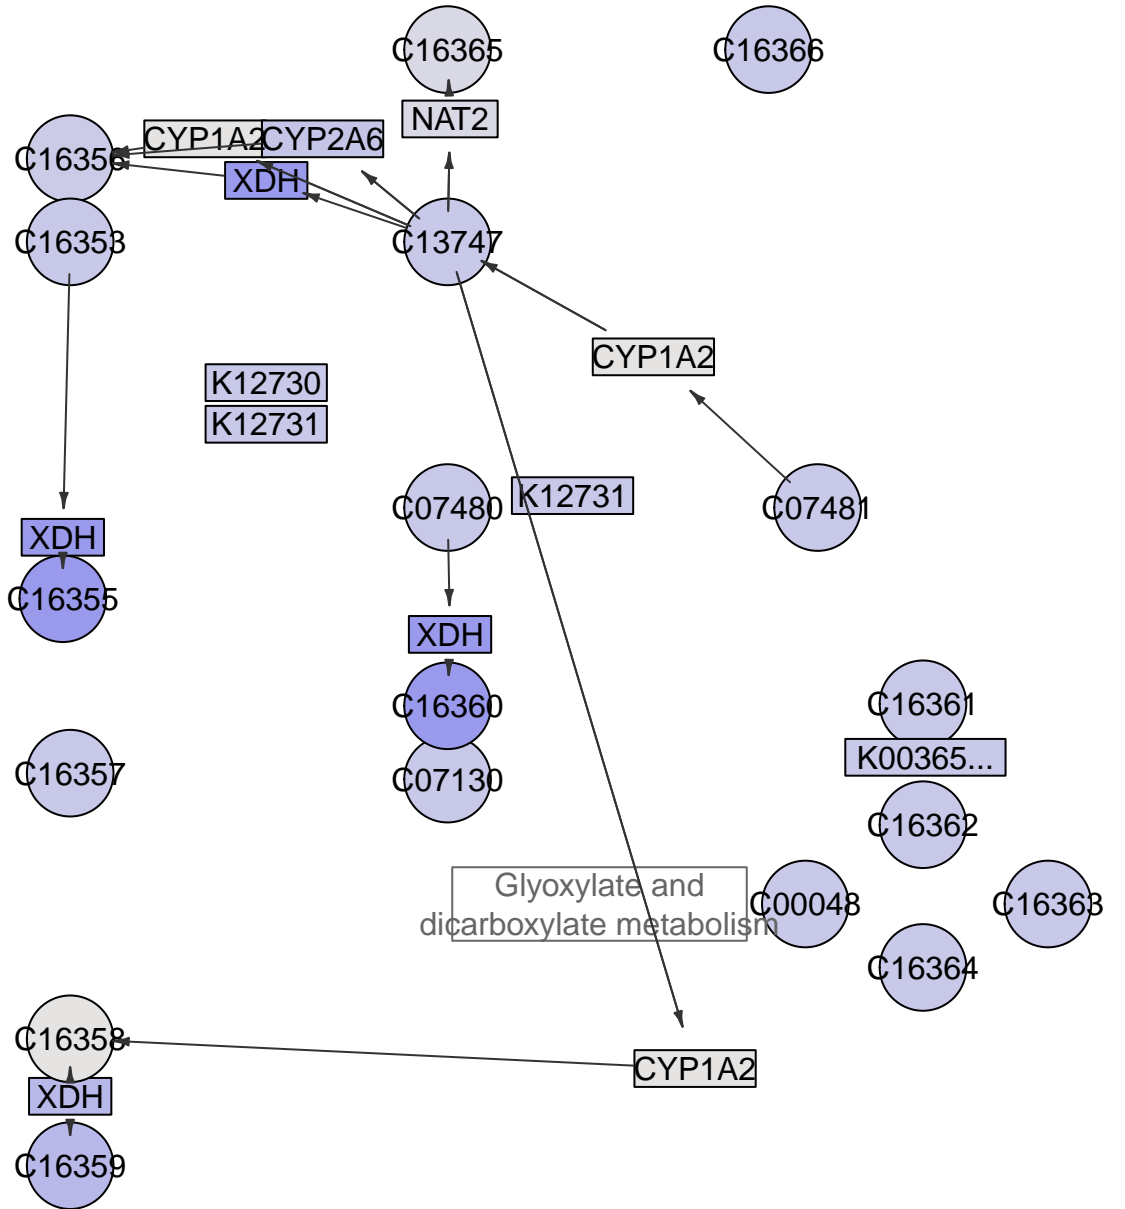 C16365
C16366
NAT2
CYP1A2
CYP2A6
C16356
XDH
C16353
C13747
CYP1A2
K12730
K12731
K12731
C07480
C07481
XDH
C16355
XDH
C16360
C16361
K00365...
C16357
C07130
C16362
Glyoxylate and
dicarboxylate metabolism
C00048
C16363
C16364
C16358
CYP1A2
XDH
C16359